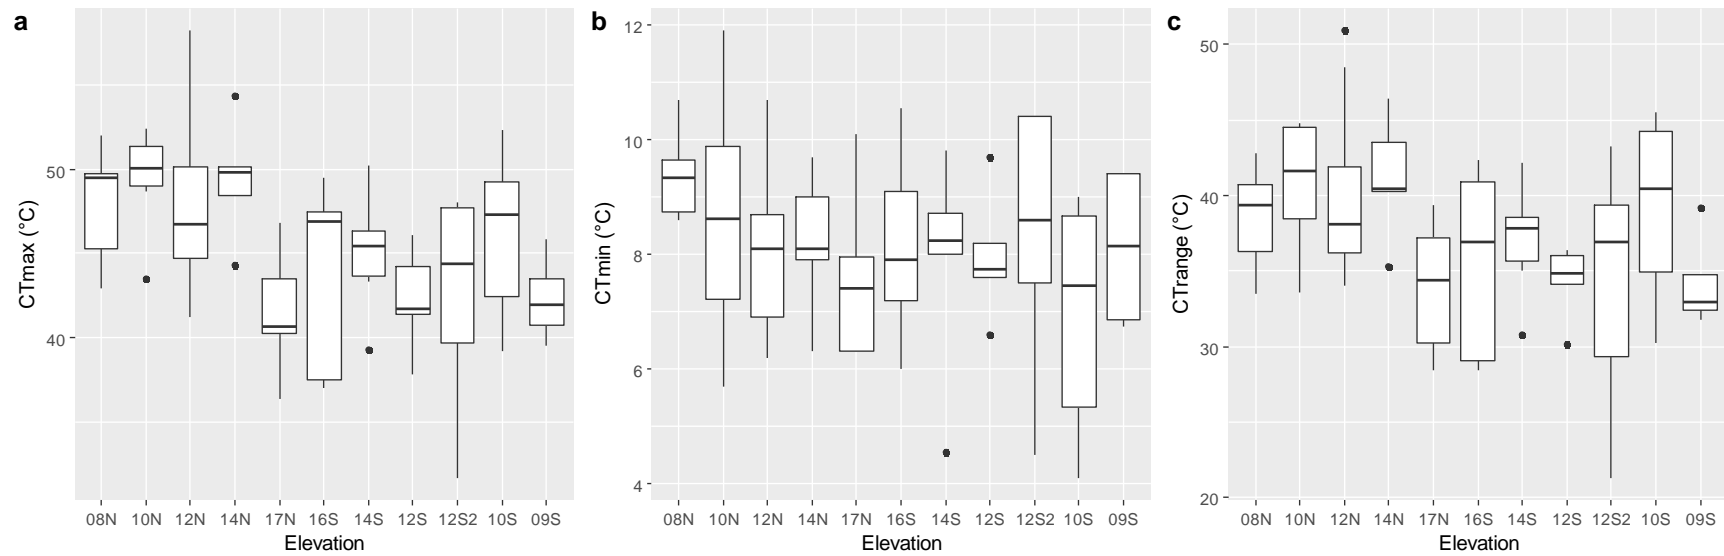 a
CTmax (°C)
50
40
08N 10N 12N 14N 17N 16S 14S 12S 12S2 10S 09S
Elevation
b
CTmin (°C)
12
10
8
6
4
08N 10N 12N 14N 17N 16S 14S 12S 12S2 10S 09S
Elevation
c
CTrange (°C)
50
40
30
20
08N 10N 12N 14N 17N 16S 14S 12S 12S2 10S 09S
Elevation